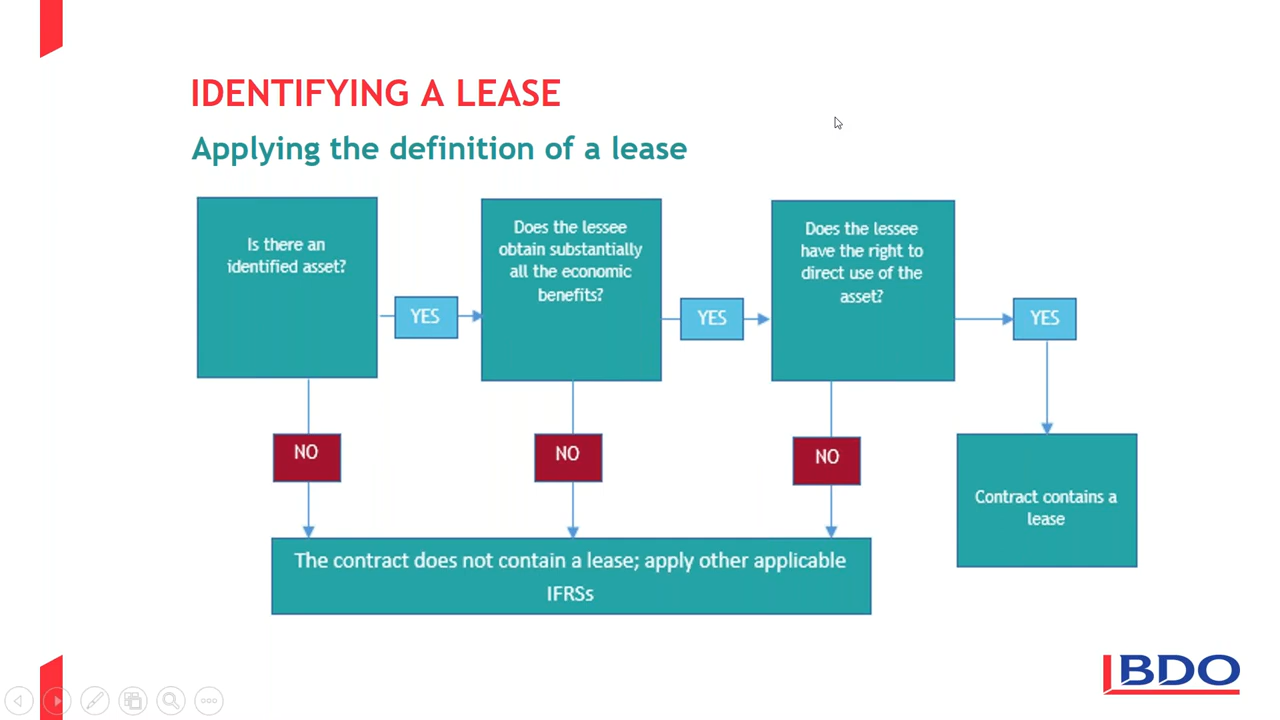 IDENTIFYING A LEASE
Applying the definition of a lease
Is there an
identified asset?
YES
Does the lessee
obtain substantially
all the economic
benefits?
YES
Does the lessee
have the right to
direct use of the
asset?
YES
NO
NO
NO
Contract contains a
lease
The contract does not contain a lease; apply other applicable
IFRSs
BDO